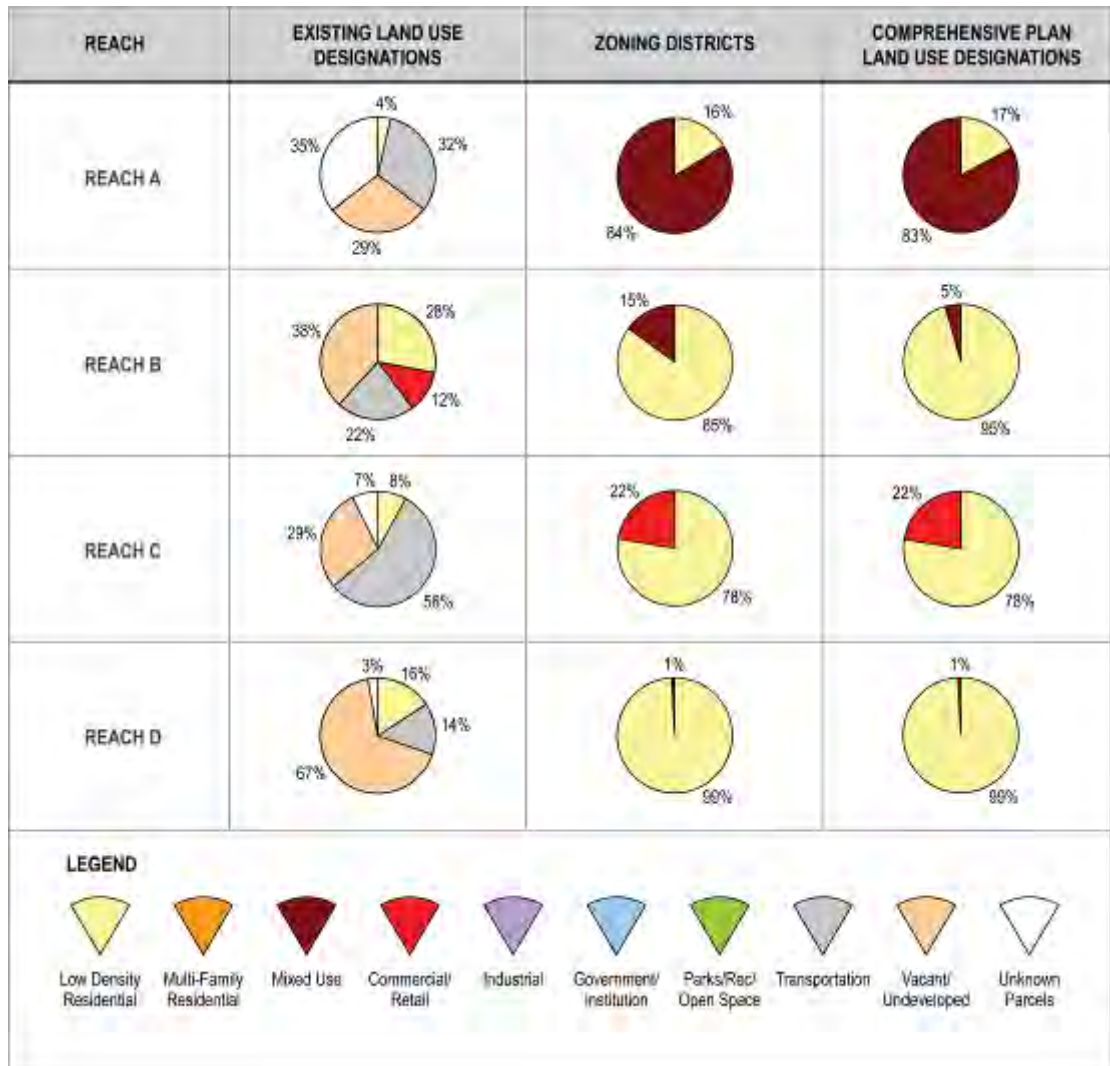 REACH
EXISTING LAND USE
DESIGNATIONS
ZONING DISTRICTS
COMPREHENSIVE PLAN
LAND USE DESIGNATIONS
REACH A
4%
35%
32%
29%
16%
84%
17%
83%
REACH B
38%
28%
12%
22%
15%
85%
5%
95%
REACH C
7%
8%
29%
56%
22%
78%
22%
78%
REACH D
3%
16%
14%
67%
1%
99%
1%
99%
LEGEND
Low Density
Residential
Multi-Family
Residential
Mixed Use
Commercial/
Retail
Industrial
Government/
Institution
Parks/Rec/
Open Space
Transportation
Vacant/
Undeveloped
Unknown
Parcels